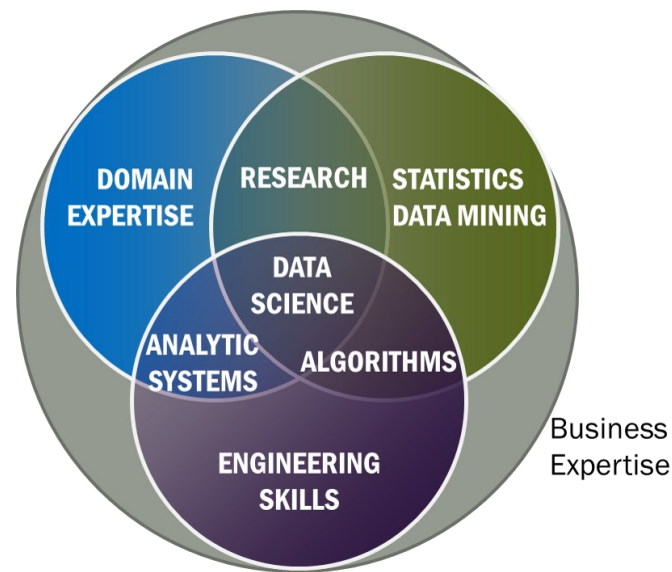 DOMAIN
EXPERTISE
RESEARCH
STATISTICS
DATA MINING
DATA
SCIENCE
ANALYTIC
SYSTEMS
ALGORITHMS
ENGINEERING
SKILLS
Business
Expertise